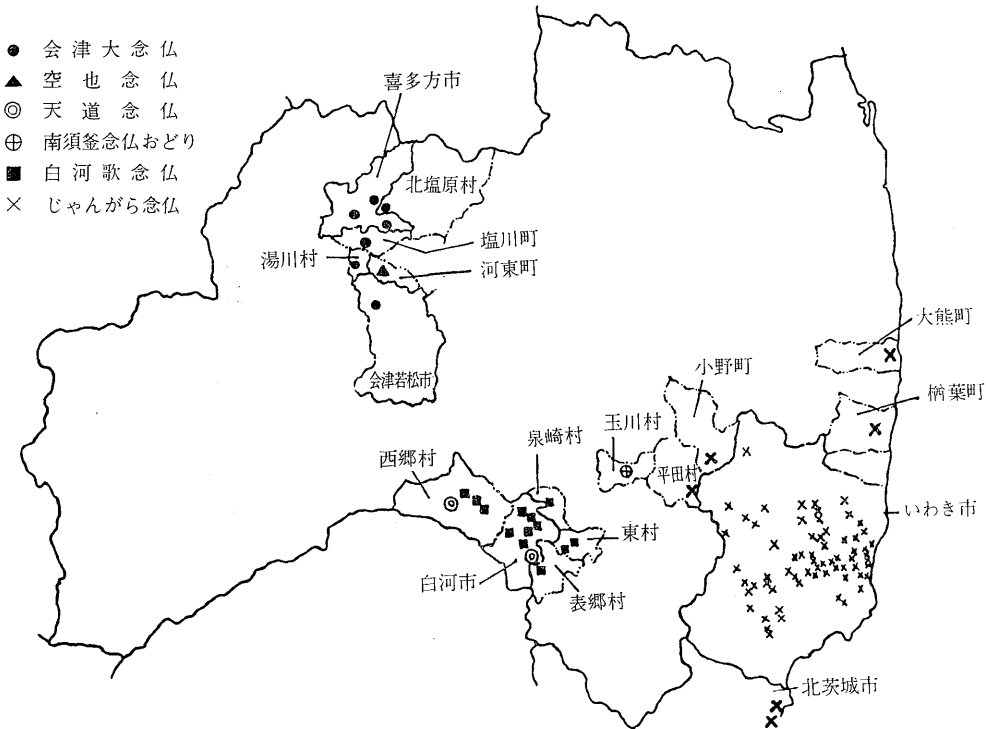 ● 会津大念仏
▲ 空也念仏
◎ 天道念仏
⊕ 南須釜念仏おどり
■ 白河歌念仏
× じゃんがら念仏
喜多方市
北塩原村
塩川町
湯川村
河東町
会津若松市
大熊町
小野町
楢葉町
玉川村
泉崎村
西郷村
平田村
いわき市
東村
白河市
表郷村
北茨城市